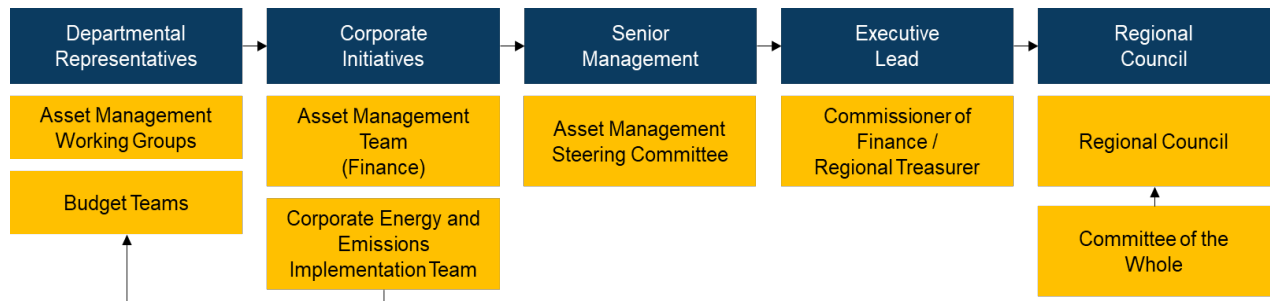 Departmental
Representatives
Corporate
Initiatives
Senior
Management
Executive
Lead
Regional
Council
Asset Management
Working Groups
Budget Teams
Asset Management
Team
(Finance)
Corporate Energy and
Emissions
Implementation Team
Asset Management
Steering Committee
Commissioner of
Finance /
Regional Treasurer
Regional Council
Committee of the
Whole